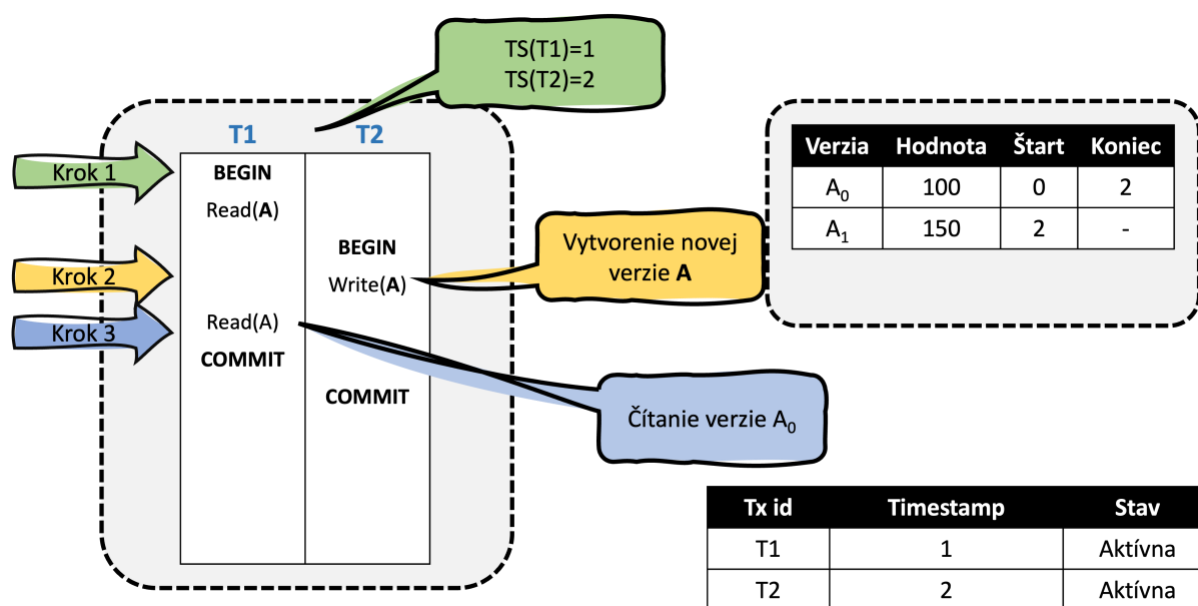 TS(T1)=1
TS(T2)=2
T1 T2
Krok 1
BEGIN
Read(A)
BEGIN
Krok 2
Write(A)
Krok 3
Read(A)
COMMIT
COMMIT
Vytvorenie novej
verzie A
Čítanie verzie A₀
Verzia Hodnota Štart Koniec
A₀ 100 0 2
A₁ 150 2 -
Tx id Timestamp Stav
T1 1 Aktívna
T2 2 Aktívna